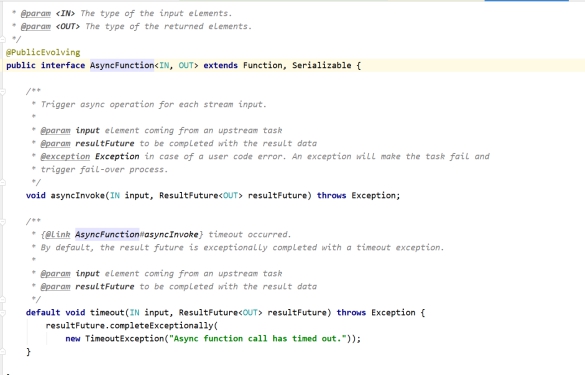 * @param <IN> The type of the input elements.
* @param <OUT> The type of the returned elements.
*/
@PublicEvolving
public interface AsyncFunction<IN, OUT> extends Function, Serializable {
/**
* Trigger async operation for each stream input.
*
* @param input element coming from an upstream task
* @param resultFuture to be completed with the result data
* @exception Exception in case of a user code error. An exception will make the task fail and
* trigger fail-over process.
*/
void asyncInvoke(IN input, ResultFuture<OUT> resultFuture) throws Exception;
/**
* {@link AsyncFunction#asyncInvoke} timeout occurred.
* By default, the result future is exceptionally completed with a timeout exception.
*
* @param input element coming from an upstream task
* @param resultFuture to be completed with the result data
*/
default void timeout(IN input, ResultFuture<OUT> resultFuture) throws Exception {
resultFuture.completeExceptionally(
new TimeoutException("Async function call has timed out."));
}